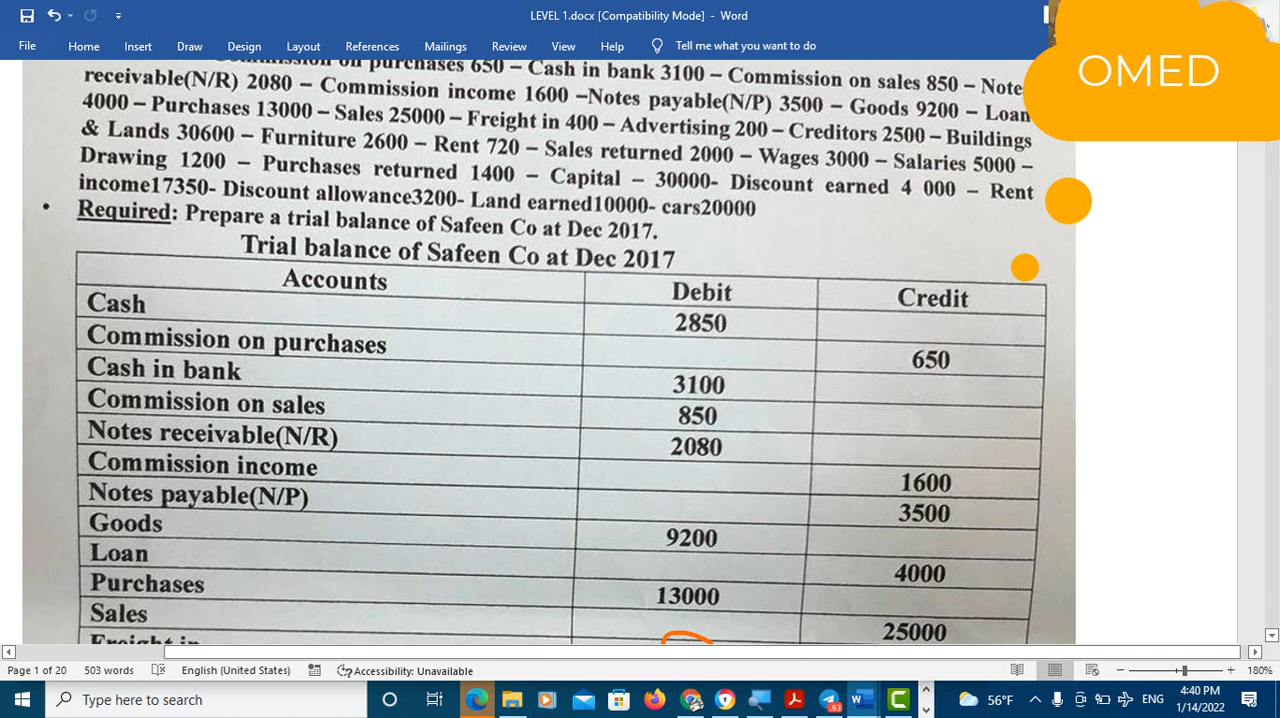 LEVEL 1.docx [Compatibility Mode] - Word
File Home Insert Draw Design Layout References Mailings Review View Help Tell me what you want to do
OMED
on purchases 650 – Cash in bank 3100 – Commission on sales 850 – Note
receivable(N/R) 2080 – Commission income 1600 –Notes payable(N/P) 3500 – Goods 9200 – Loan
4000 – Purchases 13000 – Sales 25000 – Freight in 400 – Advertising 200 – Creditors 2500 – Buildings
& Lands 30600 – Furniture 2600 – Rent 720 – Sales returned 2000 – Wages 3000 – Salaries 5000 –
Drawing 1200 – Purchases returned 1400 – Capital – 30000- Discount earned 4 000 – Rent
income17350- Discount allowance3200- Land earned10000- cars20000
• Required: Prepare a trial balance of Safeen Co at Dec 2017.
Trial balance of Safeen Co at Dec 2017
Accounts Debit Credit
Cash 2850
Commission on purchases 650
Cash in bank 3100
Commission on sales 850
Notes receivable(N/R) 2080
Commission income 1600
Notes payable(N/P) 3500
Goods 9200
Loan 4000
Purchases 13000
Sales 25000
Freight in
Page 1 of 20 503 words English (United States) Accessibility: Unavailable 180%
Type here to search 93 56°F ENG 4:40 PM
1/14/2022